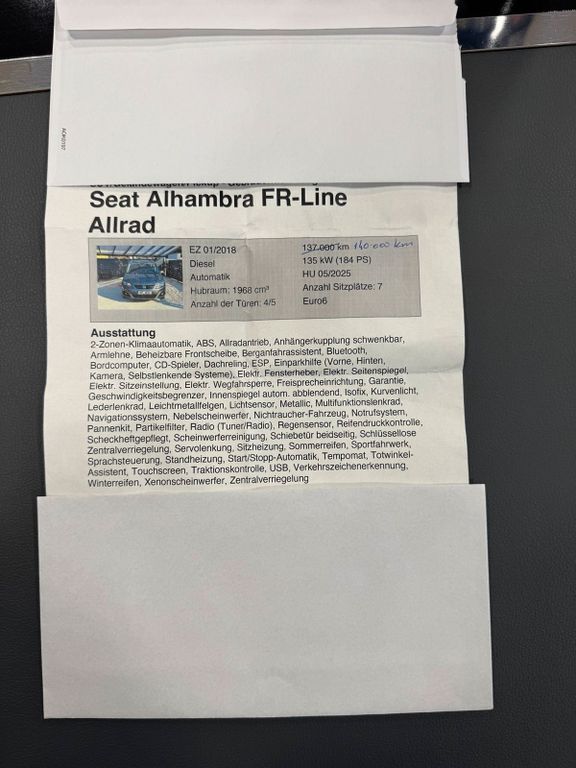 Seat Alhambra FR-Line
Allrad
EZ 01/2018
Diesel
Automatik
Hubraum: 1968 cm³
Anzahl der Türen: 4/5
137.000 km 140.000 km
135 kW (184 PS)
HU 05/2025
Anzahl Sitzplätze: 7
Euro6
Ausstattung
2-Zonen-Klimaautomatik, ABS, Allradantrieb, Anhängerkupplung schwenkbar,
Armlehne, Beheizbare Frontscheibe, Berganfahrassistent, Bluetooth,
Bordcomputer, CD-Spieler, Dachreling, ESP, Einparkhilfe (Vorne, Hinten,
Kamera, Selbstlenkende Systeme), Elektr. Fensterheber, Elektr. Seitenspiegel,
Elektr. Sitzeinstellung, Elektr. Wegfahrsperre, Freisprecheinrichtung, Garantie,
Geschwindigkeitsbegrenzer, Innenspiegel autom. abblendend, Isofix, Kurvenlicht,
Lederlenkrad, Leichtmetallfelgen, Lichtsensor, Metallic, Multifunktionslenkrad,
Navigationssystem, Nebelscheinwerfer, Nichtraucher-Fahrzeug, Notrufsystem,
Pannenkit, Partikelfilter, Radio (Tuner/Radio), Regensensor, Reifendruckkontrolle,
Scheckheftgepflegt, Scheinwerferreinigung, Schiebetür beidseitig, Schlüssellose
Zentralverriegelung, Servolenkung, Sitzheizung, Sommerreifen, Sportfahrwerk,
Sprachsteuerung, Standheizung, Start/Stopp-Automatik, Tempomat, Totwinkel-
Assistent, Touchscreen, Traktionskontrolle, USB, Verkehrszeichenerkennung,
Winterreifen, Xenonscheinwerfer, Zentralverriegelung